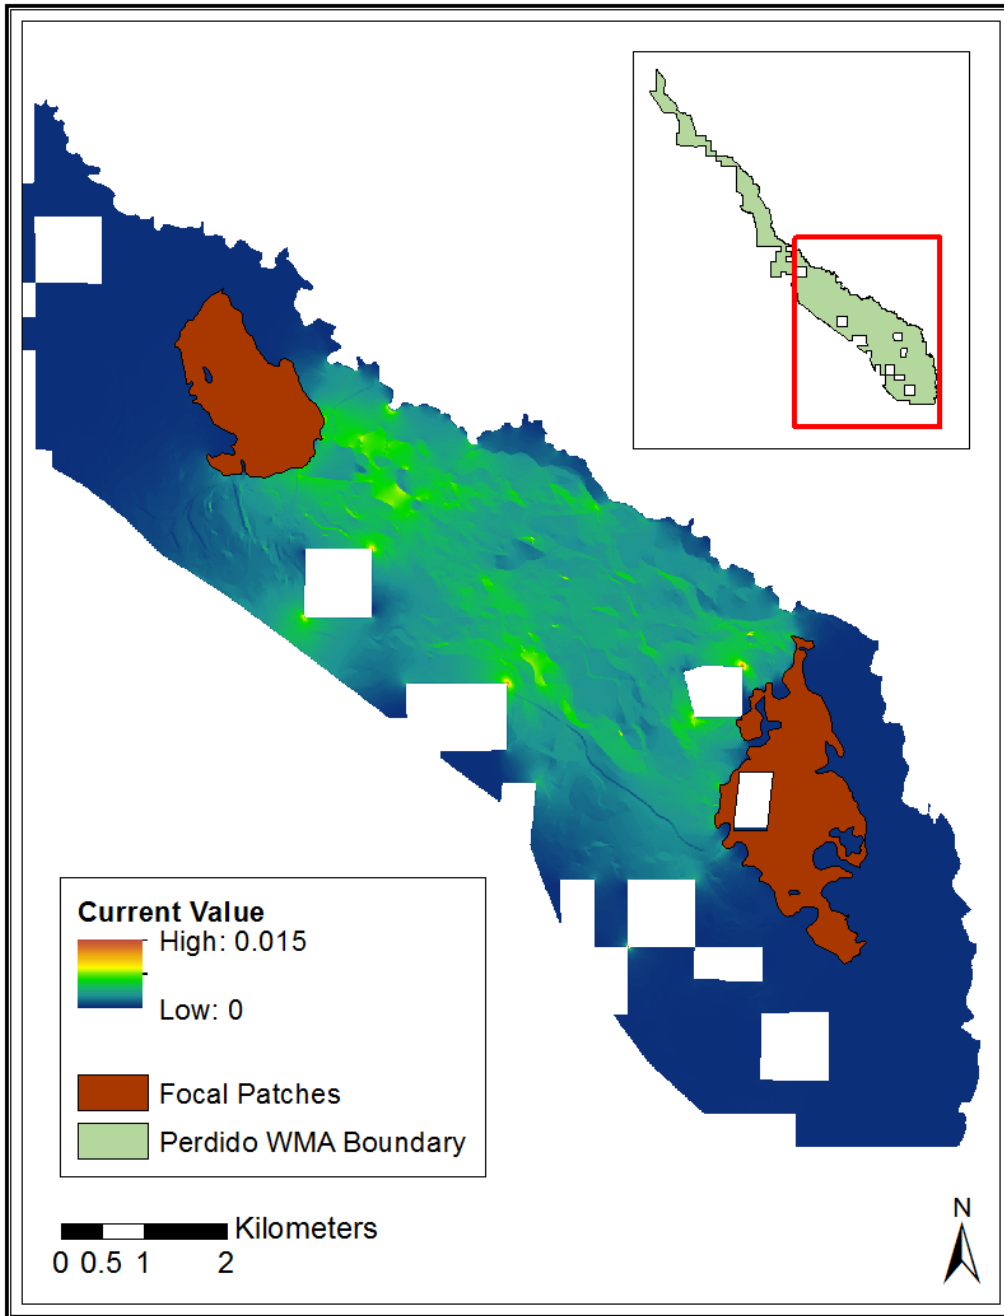 Current Value
High: 0.015
Low: 0
Focal Patches
Perdido WMA Boundary
Kilometers
0 0.5 1 2
N